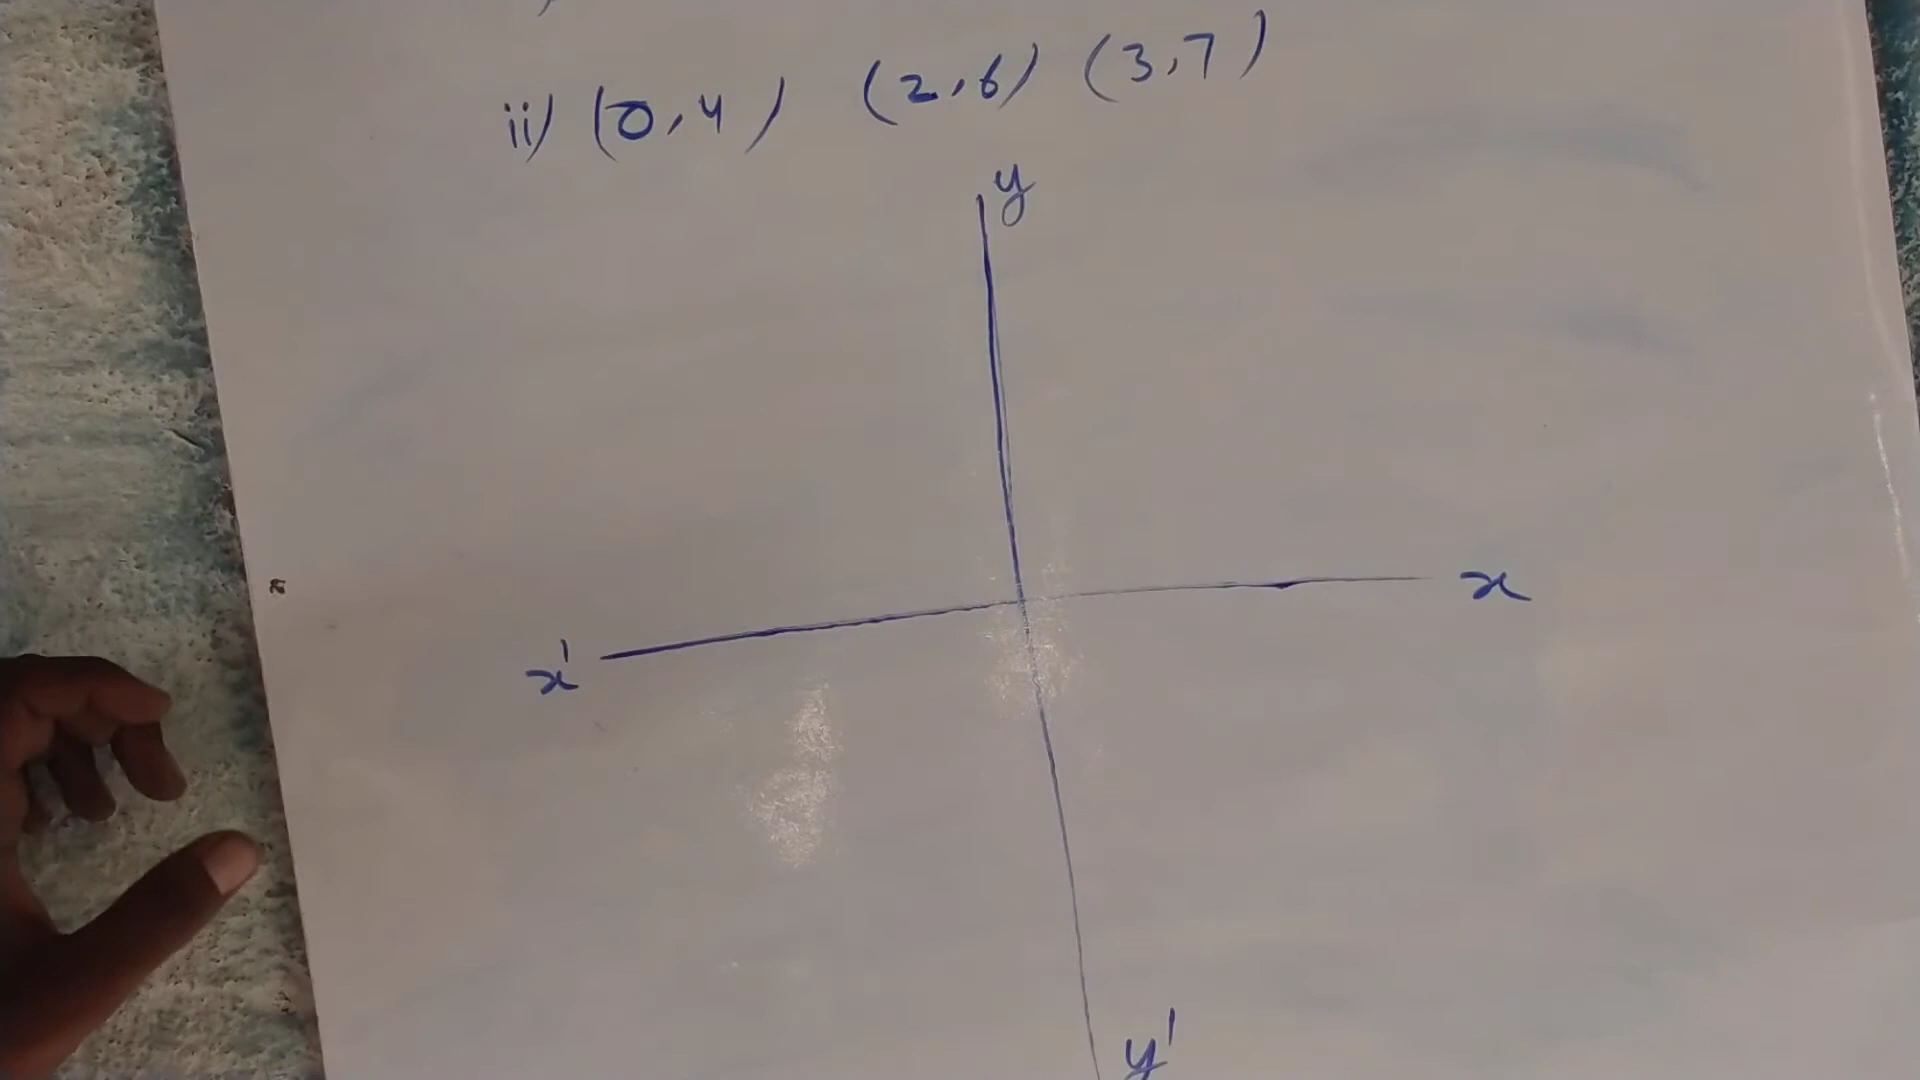 ii) (0,4) (2,6) (3,7)
y
x
x'
y'